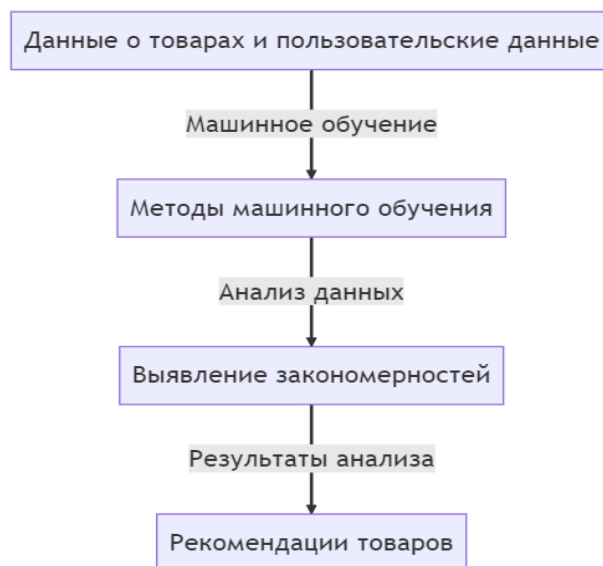 Данные о товарах и пользовательские данные
Машинное обучение
Методы машинного обучения
Анализ данных
Выявление закономерностей
Результаты анализа
Рекомендации товаров